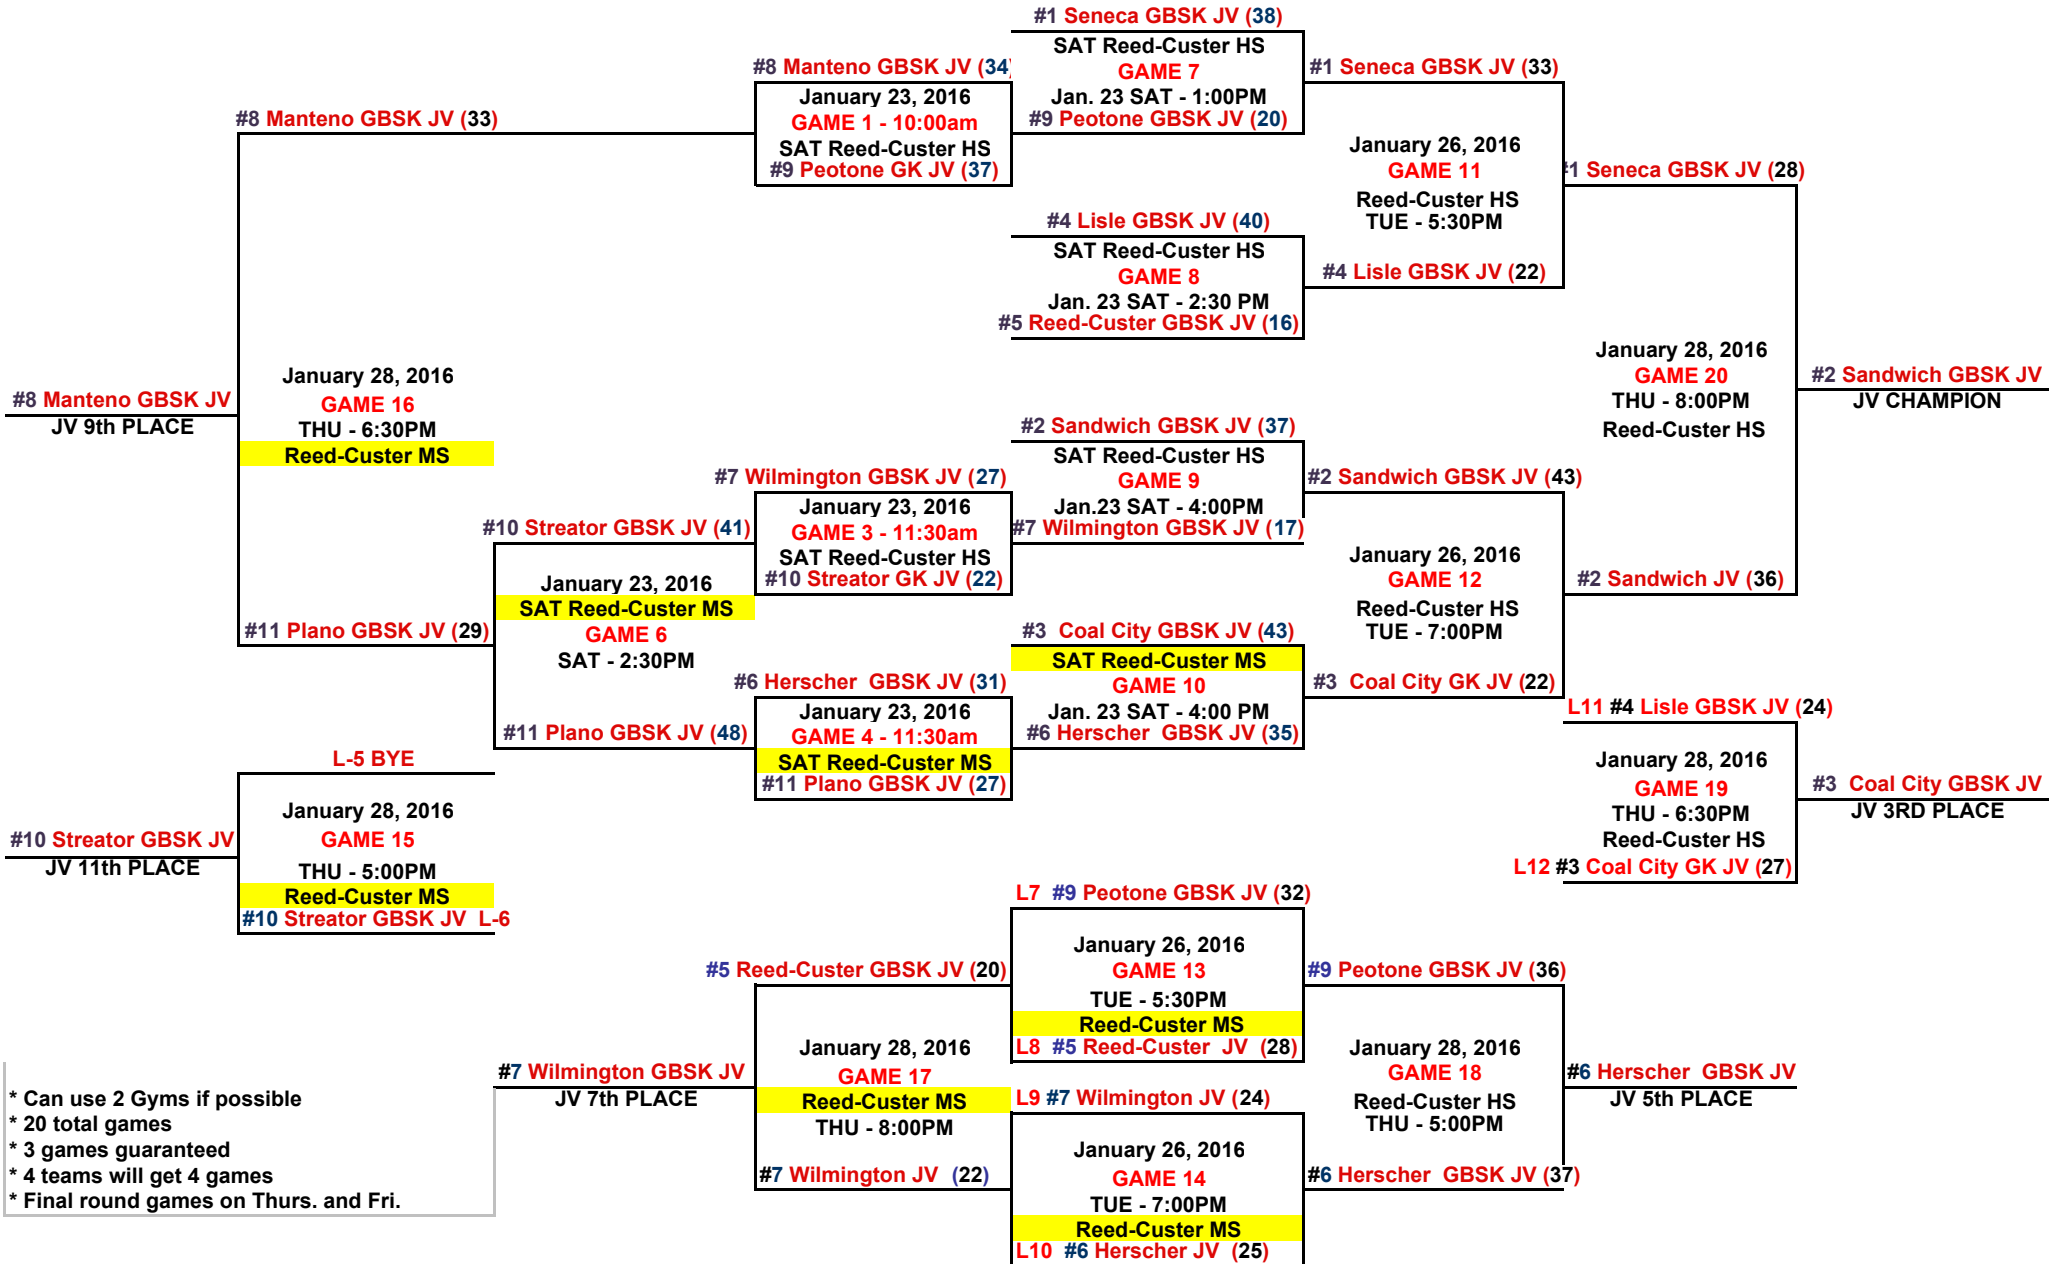 #1 Seneca GBSK JV (38)
SAT Reed-Custer HS
GAME 7
Jan. 23 SAT - 1:00PM
#9 Peotone GBSK JV (20)
#8 Manteno GBSK JV (34)
January 23, 2016
GAME 1 - 10:00am
SAT Reed-Custer HS
#9 Peotone GK JV (37)
#1 Seneca GBSK JV (33)
January 26, 2016
GAME 11
Reed-Custer HS
TUE - 5:30PM
#4 Lisle GBSK JV (22)
#8 Manteno GBSK JV (33)
#1 Seneca GBSK JV (28)
#4 Lisle GBSK JV (40)
SAT Reed-Custer HS
GAME 8
Jan. 23 SAT - 2:30 PM
#5 Reed-Custer GBSK JV (16)
January 28, 2016
GAME 20
THU - 8:00PM
Reed-Custer HS
#2 Sandwich GBSK JV
JV CHAMPION
#8 Manteno GBSK JV
JV 9th PLACE
January 28, 2016
GAME 16
THU - 6:30PM
Reed-Custer MS
#2 Sandwich GBSK JV (37)
SAT Reed-Custer HS
GAME 9
Jan.23 SAT - 4:00PM
#7 Wilmington GBSK JV (17)
#7 Wilmington GBSK JV (27)
January 23, 2016
GAME 3 - 11:30am
SAT Reed-Custer HS
#10 Streator GK JV (22)
#2 Sandwich GBSK JV (43)
January 26, 2016
GAME 12
Reed-Custer HS
TUE - 7:00PM
#3 Coal City GK JV (22)
#2 Sandwich JV (36)
#10 Streator GBSK JV (41)
January 23, 2016
SAT Reed-Custer MS
GAME 6
SAT - 2:30PM
#11 Plano GBSK JV (48)
#11 Plano GBSK JV (29)
#3 Coal City GBSK JV (43)
SAT Reed-Custer MS
GAME 10
Jan. 23 SAT - 4:00 PM
#6 Herscher GBSK JV (35)
#6 Herscher GBSK JV (31)
January 23, 2016
GAME 4 - 11:30am
SAT Reed-Custer MS
#11 Plano GBSK JV (27)
L11 #4 Lisle GBSK JV (24)
January 28, 2016
GAME 19
THU - 6:30PM
Reed-Custer HS
L12 #3 Coal City GK JV (27)
#3 Coal City GBSK JV
JV 3RD PLACE
L-5 BYE
January 28, 2016
GAME 15
THU - 5:00PM
Reed-Custer MS
#10 Streator GBSK JV L-6
#10 Streator GBSK JV
JV 11th PLACE
L7 #9 Peotone GBSK JV (32)
January 26, 2016
GAME 13
TUE - 5:30PM
Reed-Custer MS
L8 #5 Reed-Custer JV (28)
#5 Reed-Custer GBSK JV (20)
January 28, 2016
GAME 17
Reed-Custer MS
THU - 8:00PM
#7 Wilmington JV (22)
#9 Peotone GBSK JV (36)
January 28, 2016
GAME 18
Reed-Custer HS
THU - 5:00PM
#6 Herscher GBSK JV (37)
#7 Wilmington GBSK JV
JV 7th PLACE
#6 Herscher GBSK JV
JV 5th PLACE
L9 #7 Wilmington JV (24)
January 26, 2016
GAME 14
TUE - 7:00PM
Reed-Custer MS
L10 #6 Herscher JV (25)
* Can use 2 Gyms if possible
* 20 total games
* 3 games guaranteed
* 4 teams will get 4 games
* Final round games on Thurs. and Fri.